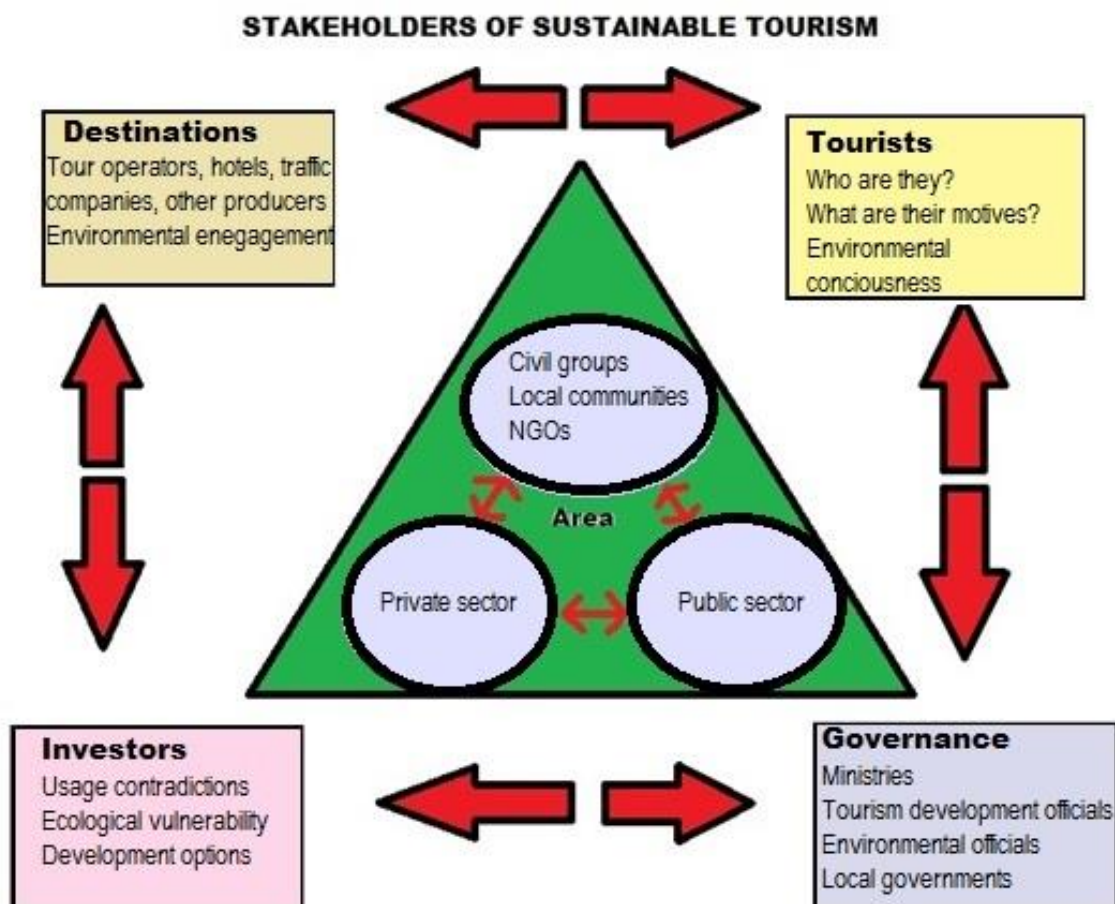 STAKEHOLDERS OF SUSTAINABLE TOURISM
Destinations
Tour operators, hotels, traffic
companies, other producers
Environmental enegagement
Tourists
Who are they?
What are their motives?
Environmental
conciousness
Civil groups
Local communities
NGOs
Area
Private sector
Public sector
Investors
Usage contradictions
Ecological vulnerability
Development options
Governance
Ministries
Tourism development officials
Environmental officials
Local governments